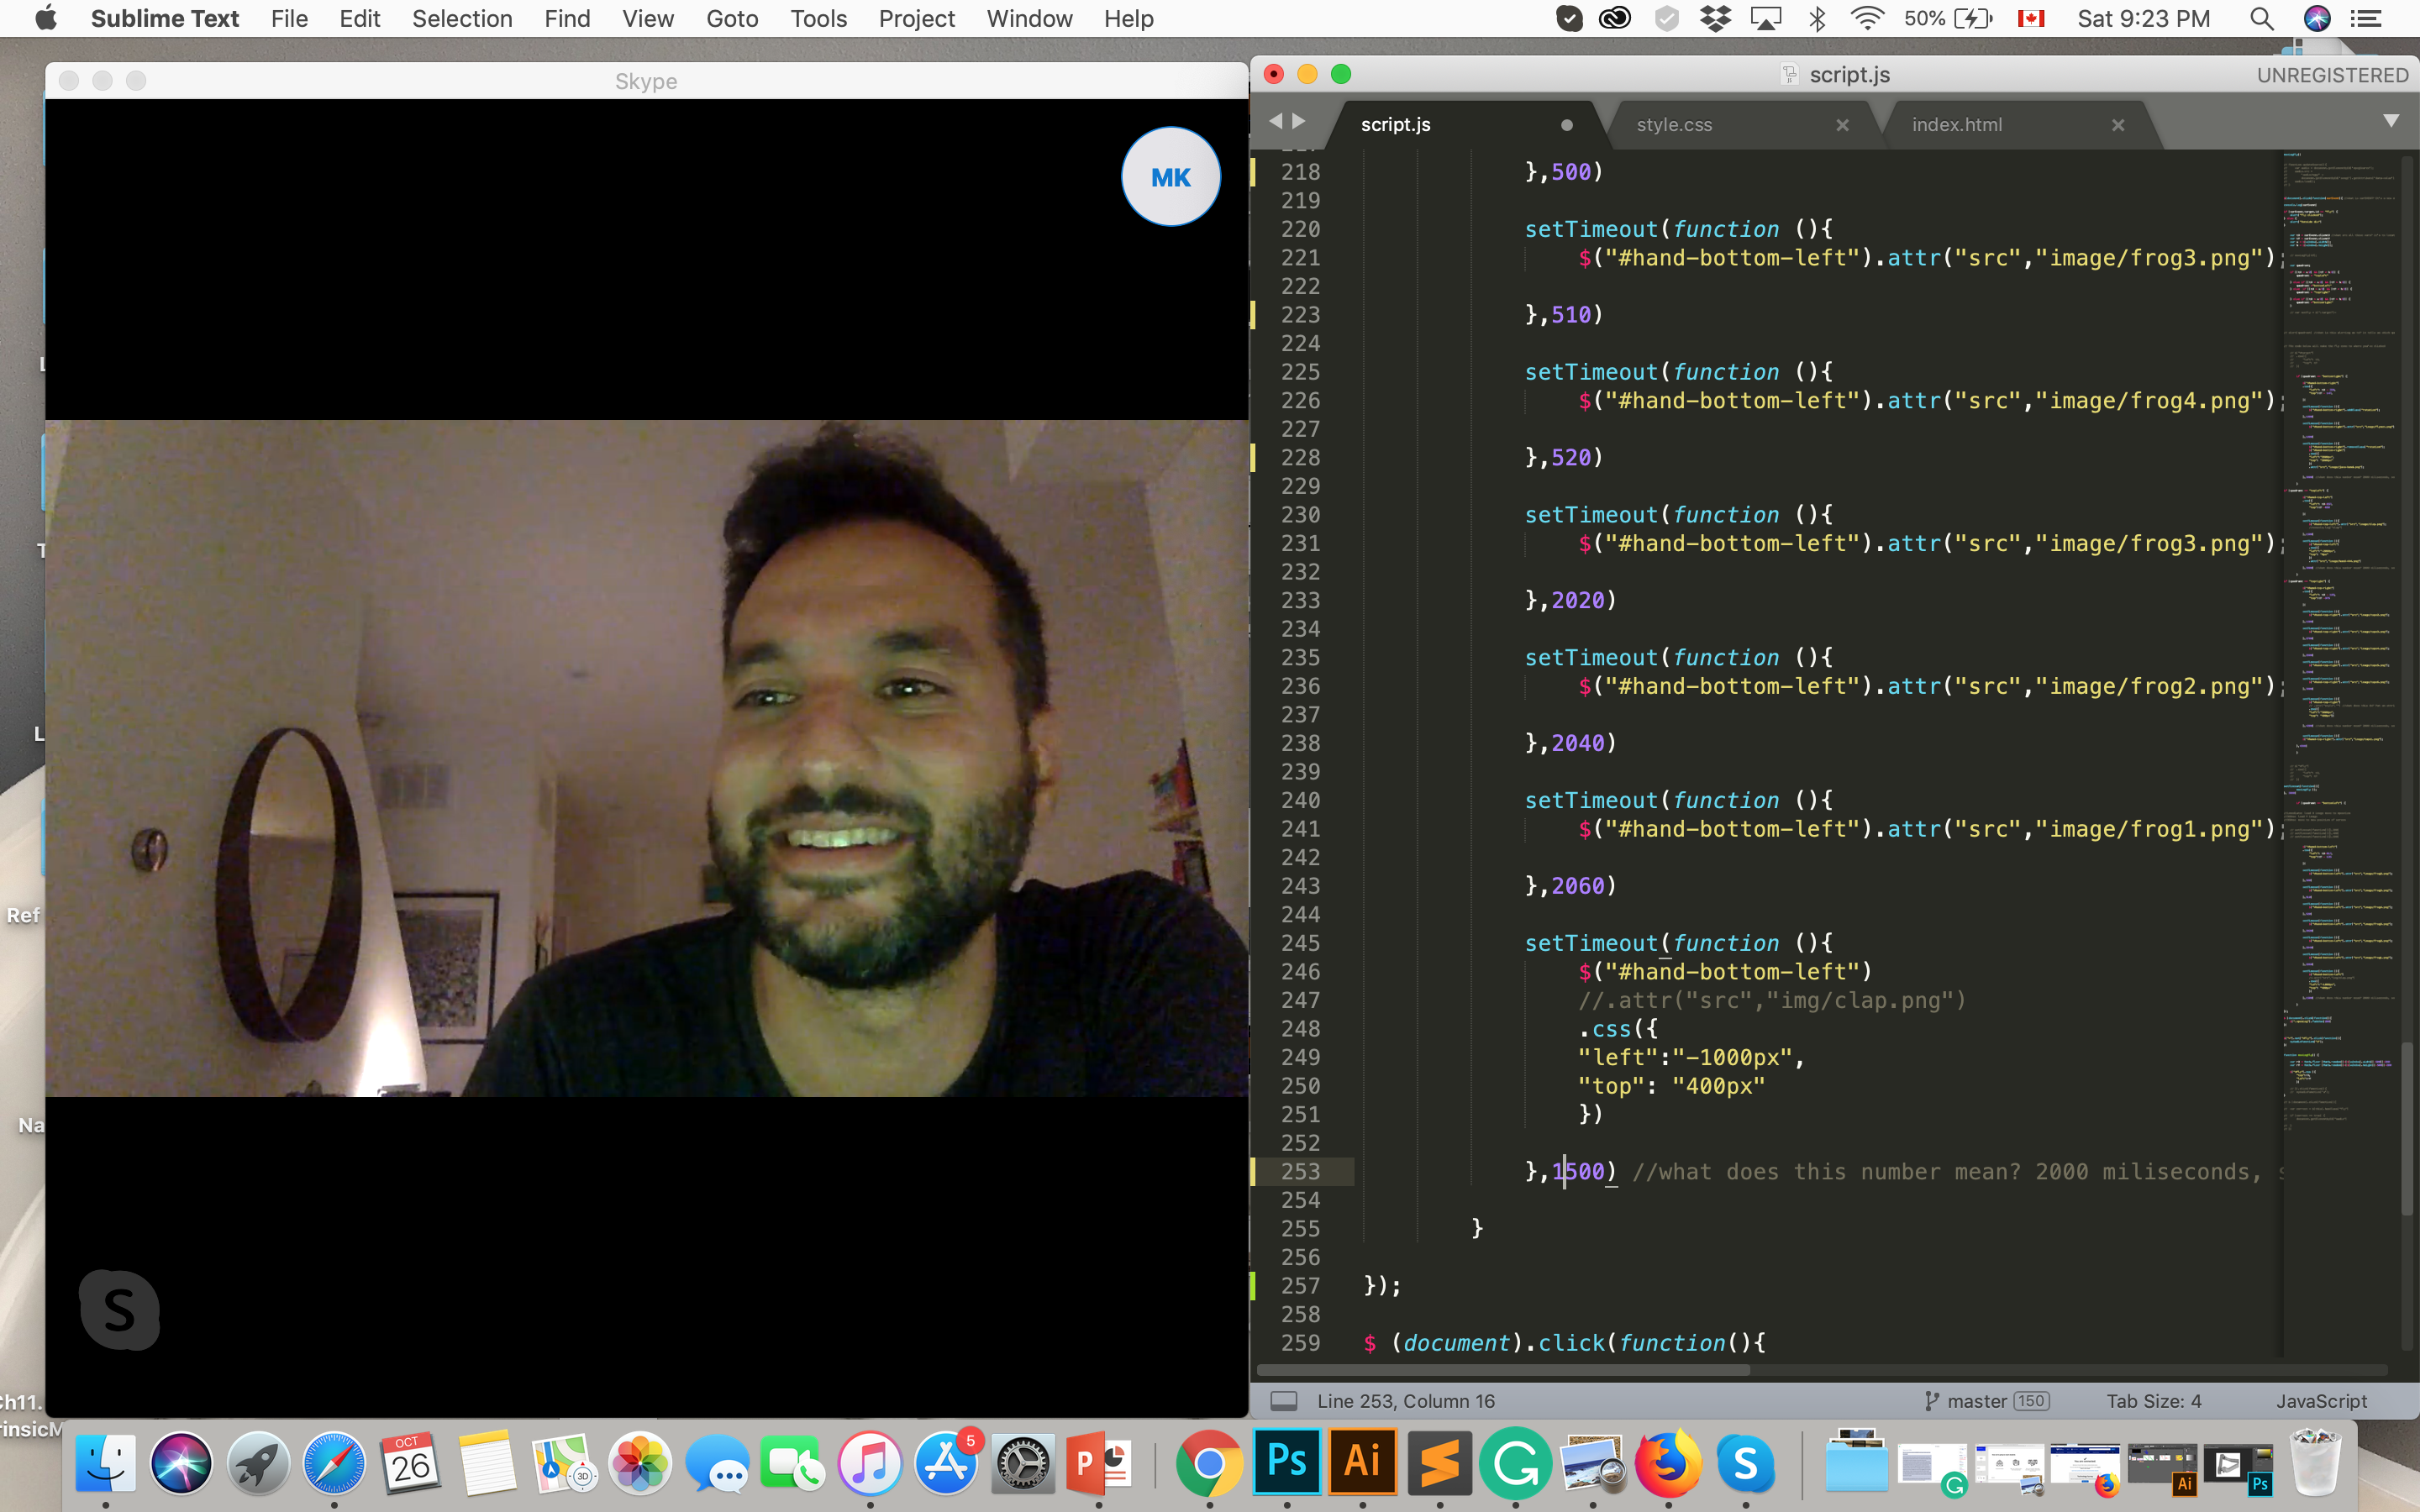 Sublime Text File Edit Selection Find View Goto Tools Project Window Help 50% Sat 9:23 PM
Skype
script.js UNREGISTERED
MK
script.js style.css index.html
218 },500)
219
220 setTimeout(function (){
221 $("#hand-bottom-left").attr("src","image/frog3.png");
222
223 },510)
224
225 setTimeout(function (){
226 $("#hand-bottom-left").attr("src","image/frog4.png");
227
228 },520)
229
230 setTimeout(function (){
231 $("#hand-bottom-left").attr("src","image/frog3.png");
232
233 },2020)
234
235 setTimeout(function (){
236 $("#hand-bottom-left").attr("src","image/frog2.png");
237
238 },2040)
239
240 setTimeout(function (){
241 $("#hand-bottom-left").attr("src","image/frog1.png");
242
243 },2060)
244
245 setTimeout(function (){
246 $("#hand-bottom-left")
247 //.attr("src","img/clap.png")
248 .css({
249 "left":"-1000px",
250 "top": "400px"
251 })
252
253 },1500) //what does this number mean? 2000 miliseconds,
254
255 }
256
257 });
258
259 $ (document).click(function(){
Line 253, Column 16 master 150 Tab Size: 4 JavaScript
L
T
L
Ref
Na
Ch11.
rinsicM
S
OCT
26
3D
5
P
Ps
Ai
S
Ai
Ps